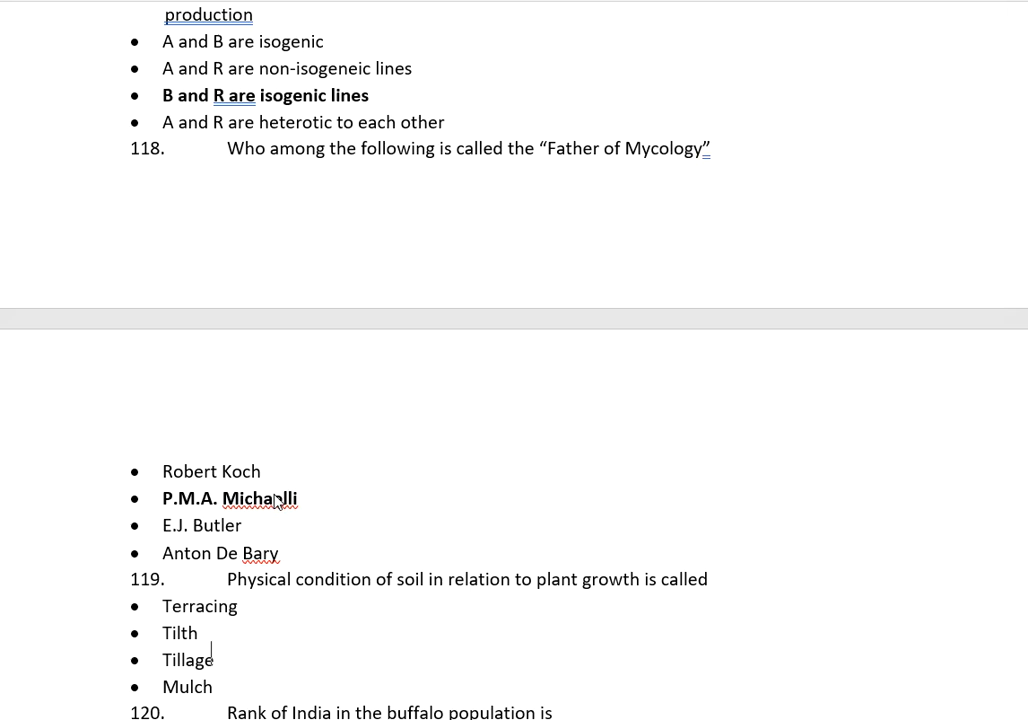 production
• A and B are isogenic
• A and R are non-isogeneic lines
• B and R are isogenic lines
• A and R are heterotic to each other
118. Who among the following is called the “Father of Mycology”
• Robert Koch
• P.M.A.
• E.J. Butler
• Anton De Bary
119. Physical condition of soil in relation to plant growth is called
• Terracing
• Tilth
• Tillage
• Mulch
120. Rank of India in the buffalo population is